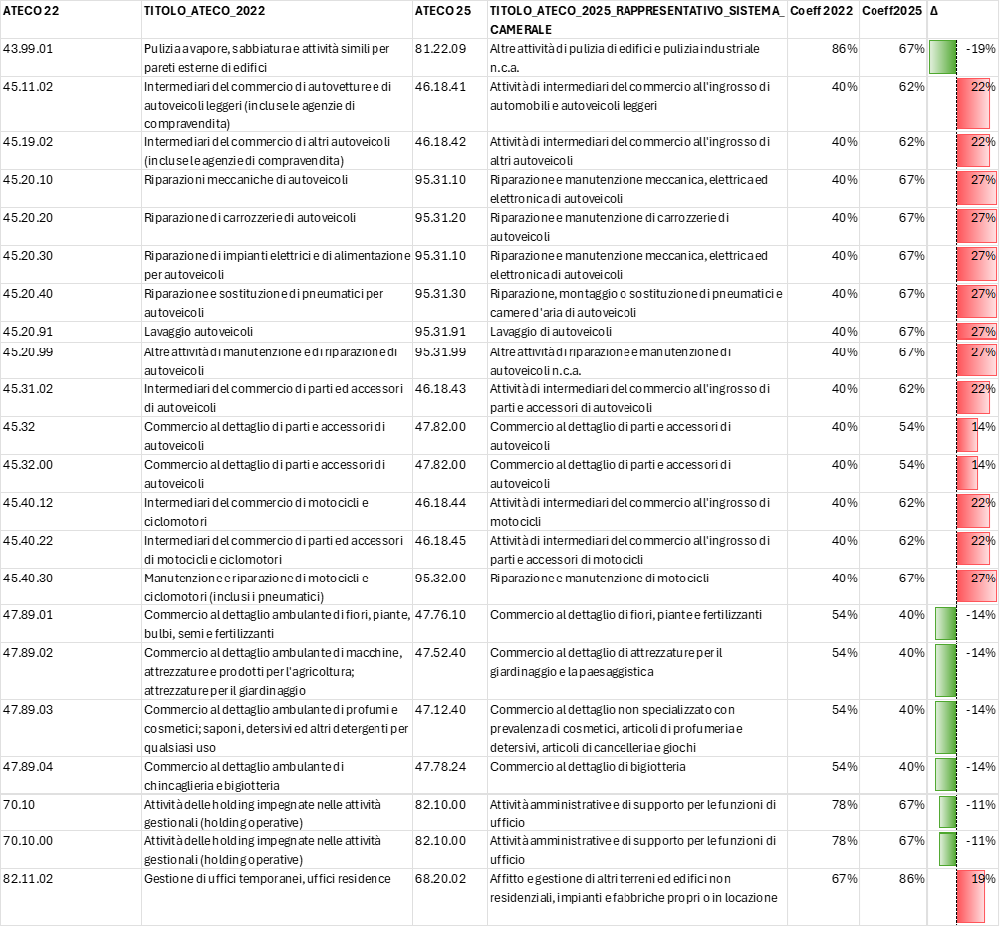 ATECO 22 TITOLO_ATECO_2022 ATECO 25 TITOLO_ATECO_2025_RAPPRESENTATIVO_SISTEMA_ Coeff 2022 Coeff2025 Δ
CAMERALE
43.99.01 Pulizia a vapore, sabbiatura e attività simili per 81.22.09 Altre attività di pulizia di edifici e pulizia industriale 86% 67% -19%
pareti esterne di edifici n.c.a.
45.11.02 Intermediari del commercio di autovetture e di 46.18.41 Attività di intermediari del commercio all'ingrosso di 40% 62% 22%
autoveicoli leggeri (incluse le agenzie di automobili e autoveicoli leggeri
compravendita)
45.19.02 Intermediari del commercio di altri autoveicoli 46.18.42 Attività di intermediari del commercio all'ingrosso di 40% 62% 22%
(incluse le agenzie di compravendita) altri autoveicoli
45.20.10 Riparazioni meccaniche di autoveicoli 95.31.10 Riparazione e manutenzione meccanica, elettrica ed 40% 67% 27%
elettronica di autoveicoli
45.20.20 Riparazione di carrozzerie di autoveicoli 95.31.20 Riparazione e manutenzione di carrozzerie di 40% 67% 27%
autoveicoli
45.20.30 Riparazione di impianti elettrici e di alimentazione 95.31.10 Riparazione e manutenzione meccanica, elettrica ed 40% 67% 27%
per autoveicoli elettronica di autoveicoli
45.20.40 Riparazione e sostituzione di pneumatici per 95.31.30 Riparazione, montaggio o sostituzione di pneumatici e 40% 67% 27%
autoveicoli camere d'aria di autoveicoli
45.20.91 Lavaggio autoveicoli 95.31.91 Lavaggio di autoveicoli 40% 67% 27%
45.20.99 Altre attività di manutenzione e di riparazione di 95.31.99 Altre attività di riparazione e manutenzione di 40% 67% 27%
autoveicoli autoveicoli n.c.a.
45.31.02 Intermediari del commercio di parti ed accessori 46.18.43 Attività di intermediari del commercio all'ingrosso di 40% 62% 22%
di autoveicoli parti e accessori di autoveicoli
45.32 Commercio al dettaglio di parti e accessori di 47.82.00 Commercio al dettaglio di parti e accessori di 40% 54% 14%
autoveicoli autoveicoli
45.32.00 Commercio al dettaglio di parti e accessori di 47.82.00 Commercio al dettaglio di parti e accessori di 40% 54% 14%
autoveicoli autoveicoli
45.40.12 Intermediari del commercio di motocicli e 46.18.44 Attività di intermediari del commercio all'ingrosso di 40% 62% 22%
ciclomotori motocicli
45.40.22 Intermediari del commercio di parti ed accessori 46.18.45 Attività di intermediari del commercio all'ingrosso di 40% 62% 22%
di motocicli e ciclomotori parti e accessori di motocicli
45.40.30 Manutenzione e riparazione di motocicli e 95.32.00 Riparazione e manutenzione di motocicli 40% 67% 27%
ciclomotori (inclusi i pneumatici)
47.89.01 Commercio al dettaglio ambulante di fiori, piante, 47.76.10 Commercio al dettaglio di fiori, piante e fertilizzanti 54% 40% -14%
bulbi, semi e fertilizzanti
47.89.02 Commercio al dettaglio ambulante di macchine, 47.52.40 Commercio al dettaglio di attrezzature per il 54% 40% -14%
attrezzature e prodotti per l'agricoltura; giardinaggio e la paesaggistica
attrezzature per il giardinaggio
47.89.03 Commercio al dettaglio ambulante di profumi e 47.12.40 Commercio al dettaglio non specializzato con 54% 40% -14%
cosmetici; saponi, detersivi ed altri detergenti per prevalenza di cosmetici, articoli di profumeria e
qualsiasi uso detersivi, articoli di cancelleria e giochi
47.89.04 Commercio al dettaglio ambulante di 47.78.24 Commercio al dettaglio di bigiotteria 54% 40% -14%
chincaglieria e bigiotteria
70.10 Attività delle holding impegnate nelle attività 82.10.00 Attività amministrative e di supporto per le funzioni di 78% 67% -11%
gestionali (holding operative) ufficio
70.10.00 Attività delle holding impegnate nelle attività 82.10.00 Attività amministrative e di supporto per le funzioni di 78% 67% -11%
gestionali (holding operative) ufficio
82.11.02 Gestione di uffici temporanei, uffici residence 68.20.02 Affitto e gestione di altri terreni ed edifici non 67% 86% 19%
residenziali, impianti e fabbriche propri o in locazione